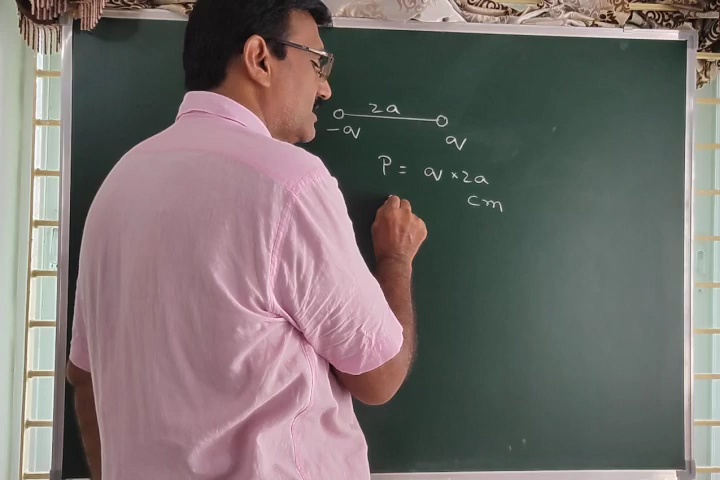 2a
-q q
P = q × 2a
cm